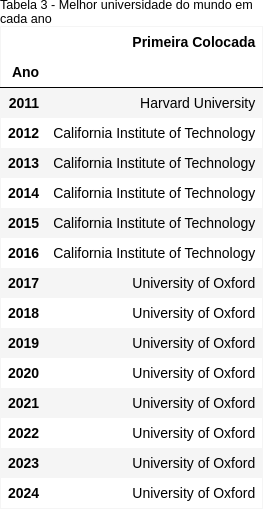 Tabela 3 - Melhor universidade do mundo em
cada ano
Primeira Colocada
Ano
2011 Harvard University
2012 California Institute of Technology
2013 California Institute of Technology
2014 California Institute of Technology
2015 California Institute of Technology
2016 California Institute of Technology
2017 University of Oxford
2018 University of Oxford
2019 University of Oxford
2020 University of Oxford
2021 University of Oxford
2022 University of Oxford
2023 University of Oxford
2024 University of Oxford